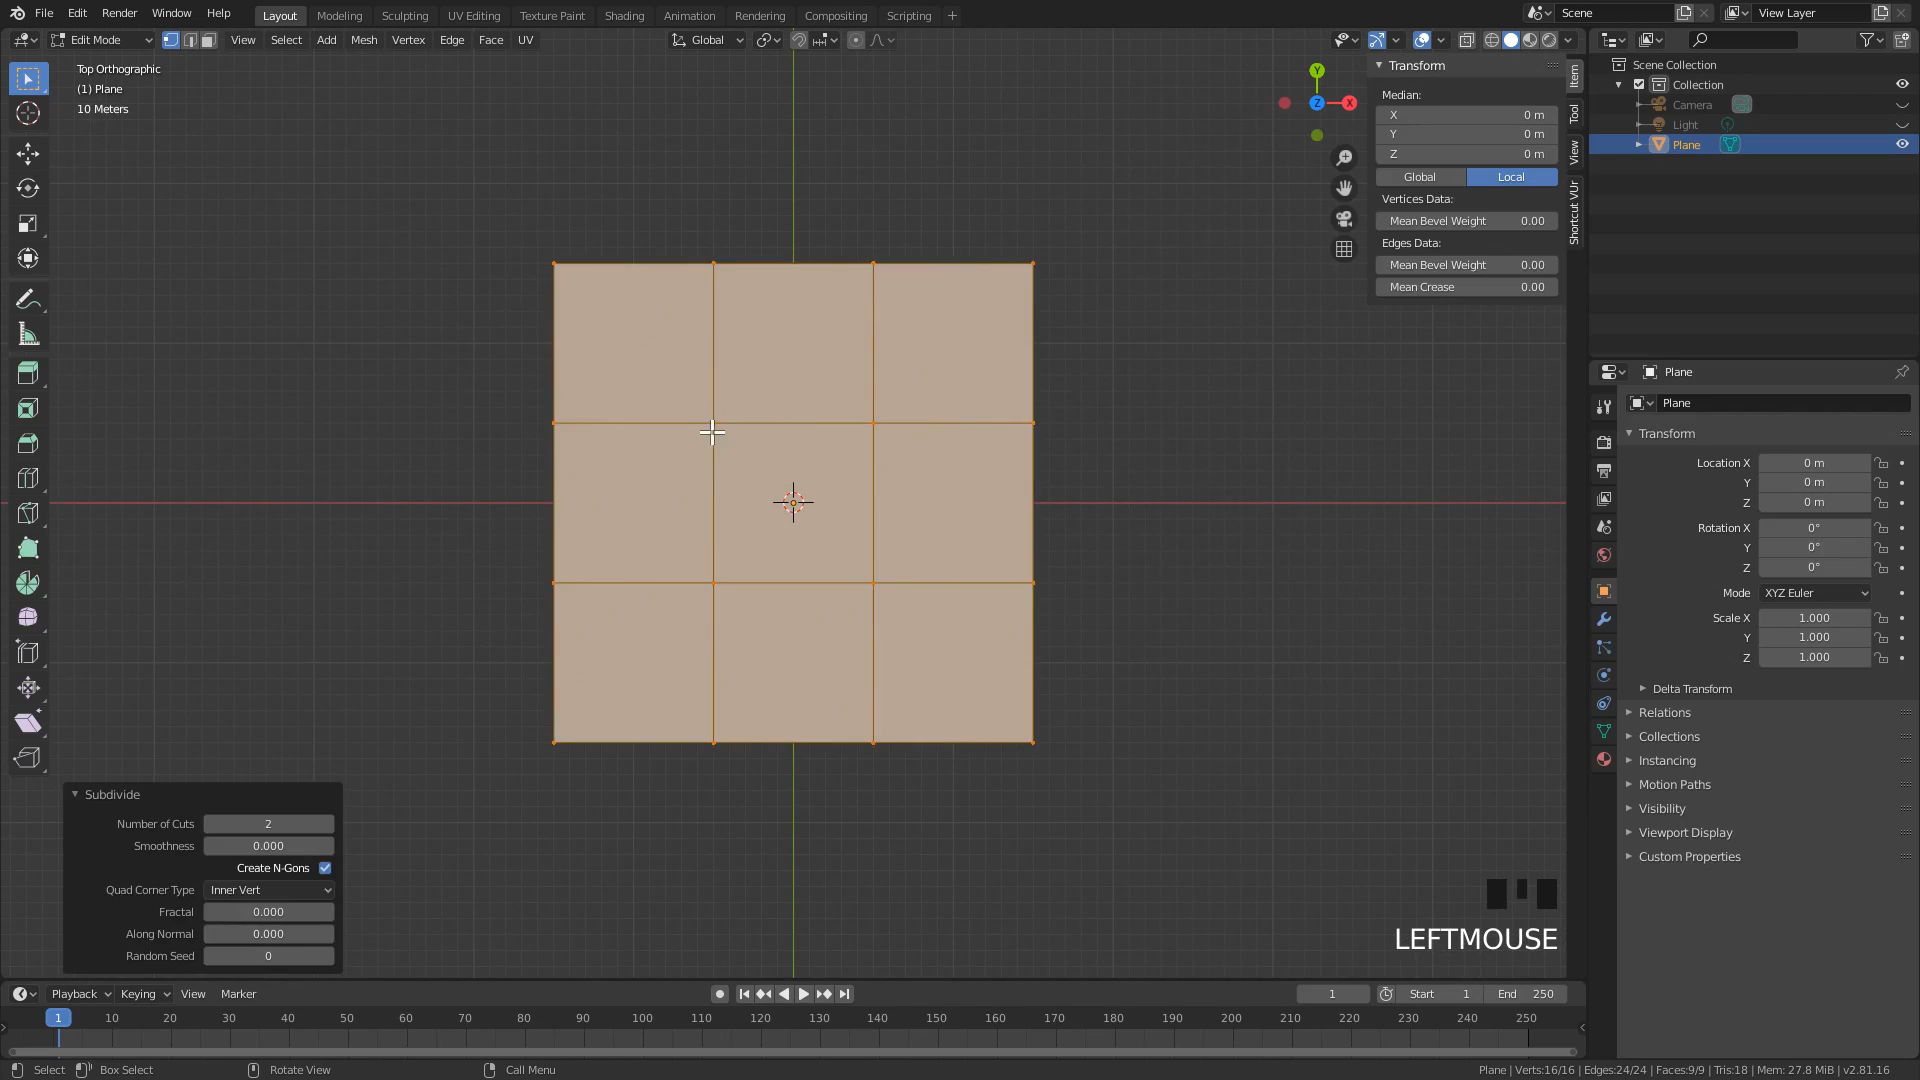 File Edit Render Window Help Layout Modeling Sculpting UV Editing Texture Paint Shading Animation Rendering Compositing Scripting + Scene View Layer
Edit Mode View Select Add Mesh Vertex Edge Face UV Global
Top Orthographic
(1) Plane
10 Meters
Y
Z
X
Transform
Median:
X 0 m
Y 0 m
Z 0 m
Global Local
Vertices Data:
Mean Bevel Weight 0.00
Edges Data:
Mean Bevel Weight 0.00
Mean Crease 0.00
Item
Tool
View
Shortcut VUr
Scene Collection
Collection
Camera
Light
Plane
Plane
Plane
Transform
Location X 0 m
Y 0 m
Z 0 m
Rotation X 0°
Y 0°
Z 0°
Mode XYZ Euler
Scale X 1.000
Y 1.000
Z 1.000
Delta Transform
Relations
Collections
Instancing
Motion Paths
Visibility
Viewport Display
Custom Properties
Subdivide
Number of Cuts 2
Smoothness 0.000
Create N-Gons
Quad Corner Type Inner Vert
Fractal 0.000
Along Normal 0.000
Random Seed 0
LEFTMOUSE
Playback Keying View Marker 1 Start 1 End 250
1 10 20 30 40 50 60 70 80 90 100 110 120 130 140 150 160 170 180 190 200 210 220 230 240 250
Select Box Select Rotate View Call Menu Plane | Verts:16/16 | Edges:24/24 | Faces:9/9 | Tris:18 | Mem: 27.8 MiB | v2.81.16